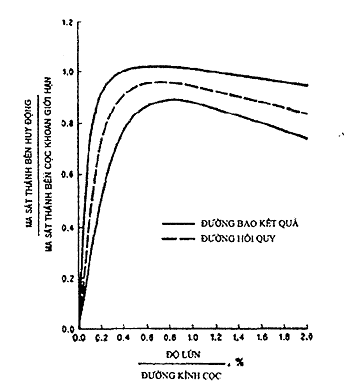 MA SÁT THÀNH BÊN HUY ĐỘNG
MA SÁT THÀNH BÊN CỌC KHOAN GIỚI HẠN
1.2
1.0
0.8
0.6
0.4
0.2
0.0
ĐƯỜNG BAO KẾT QUẢ
ĐƯỜNG HỒI QUY
0.0 0.2 0.4 0.6 0.8 1.0 1.2 1.4 1.6 1.8 2.0
ĐỘ LÚN
ĐƯỜNG KÍNH CỌC
, %